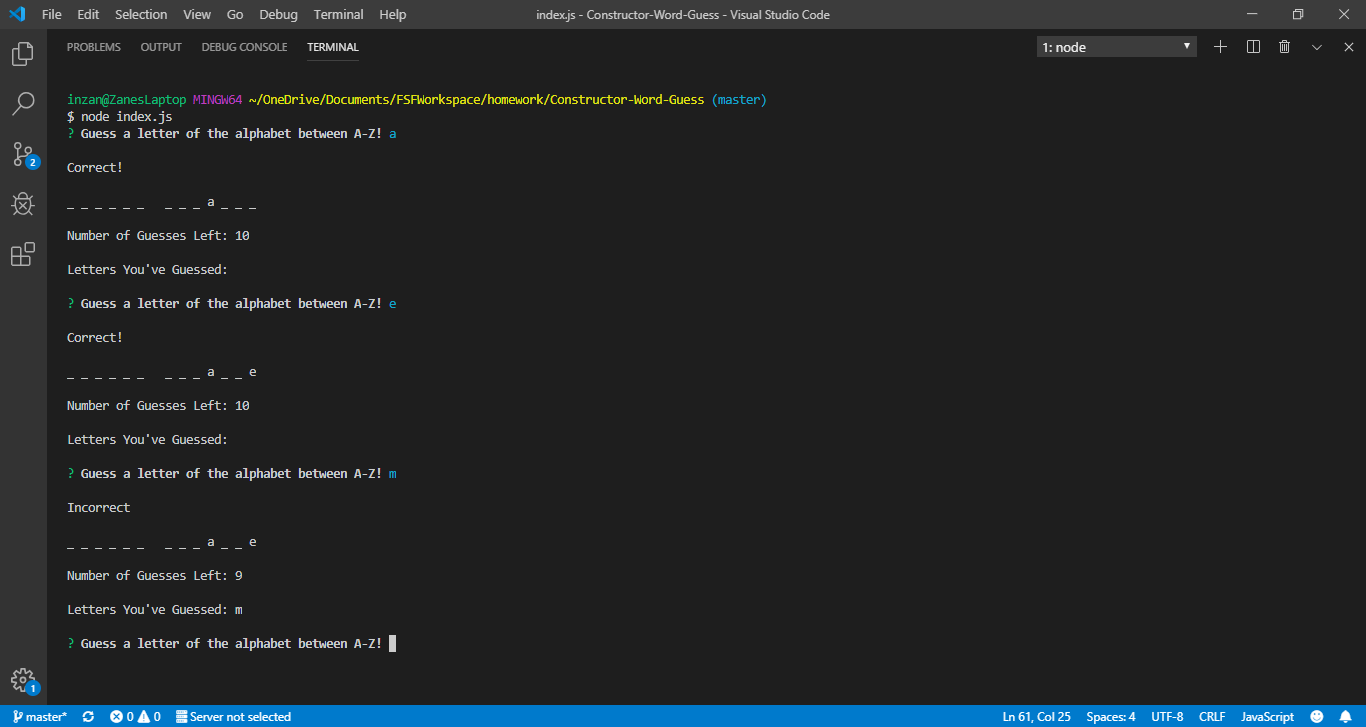 File Edit Selection View Go Debug Terminal Help index.js - Constructor-Word-Guess - Visual Studio Code
PROBLEMS OUTPUT DEBUG CONSOLE TERMINAL 1: node
inzan@ZanesLaptop MINGW64 ~/OneDrive/Documents/FSFWorkspace/homework/Constructor-Word-Guess (master)
$ node index.js
? Guess a letter of the alphabet between A-Z! a
Correct!
_ _ _ _ _ _   _ _ _ a _ _ _
Number of Guesses Left: 10
Letters You've Guessed:
? Guess a letter of the alphabet between A-Z! e
Correct!
_ _ _ _ _ _   _ _ _ a _ _ e
Number of Guesses Left: 10
Letters You've Guessed:
? Guess a letter of the alphabet between A-Z! m
Incorrect
_ _ _ _ _ _   _ _ _ a _ _ e
Number of Guesses Left: 9
Letters You've Guessed: m
? Guess a letter of the alphabet between A-Z!
2
1
master* 0 0 Server not selected Ln 61, Col 25 Spaces: 4 UTF-8 CRLF JavaScript